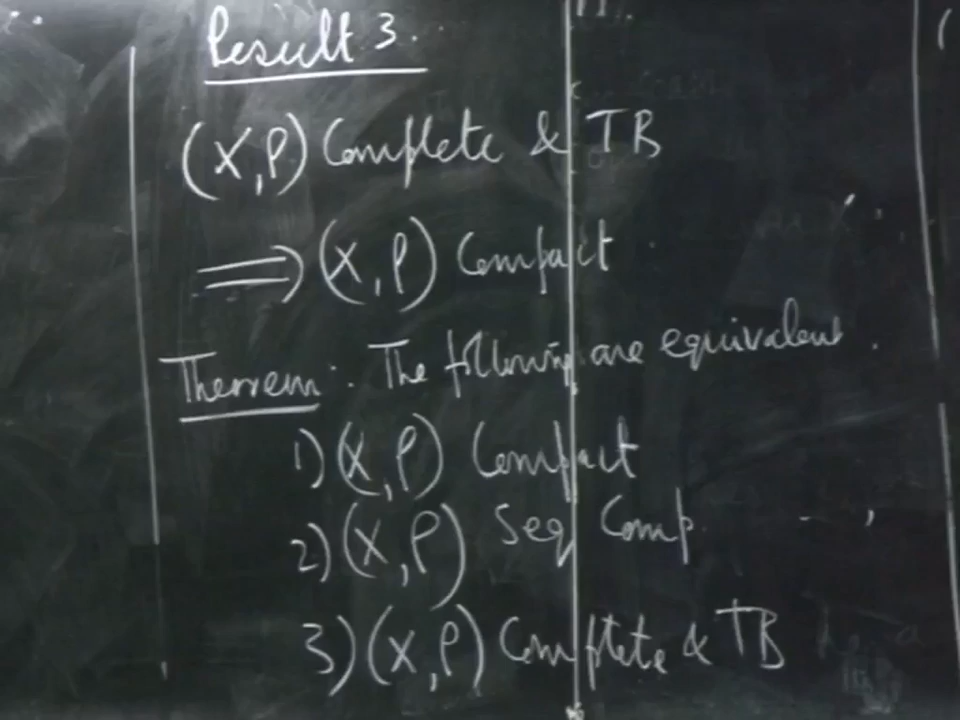 Result 3.
(X, ρ) Complete & TB
⟹ (X, ρ) Compact
Theorem: The following are equivalent.
1) (X, ρ) Compact
2) (X, ρ) Seq Comp.
3) (X, ρ) Complete & TB